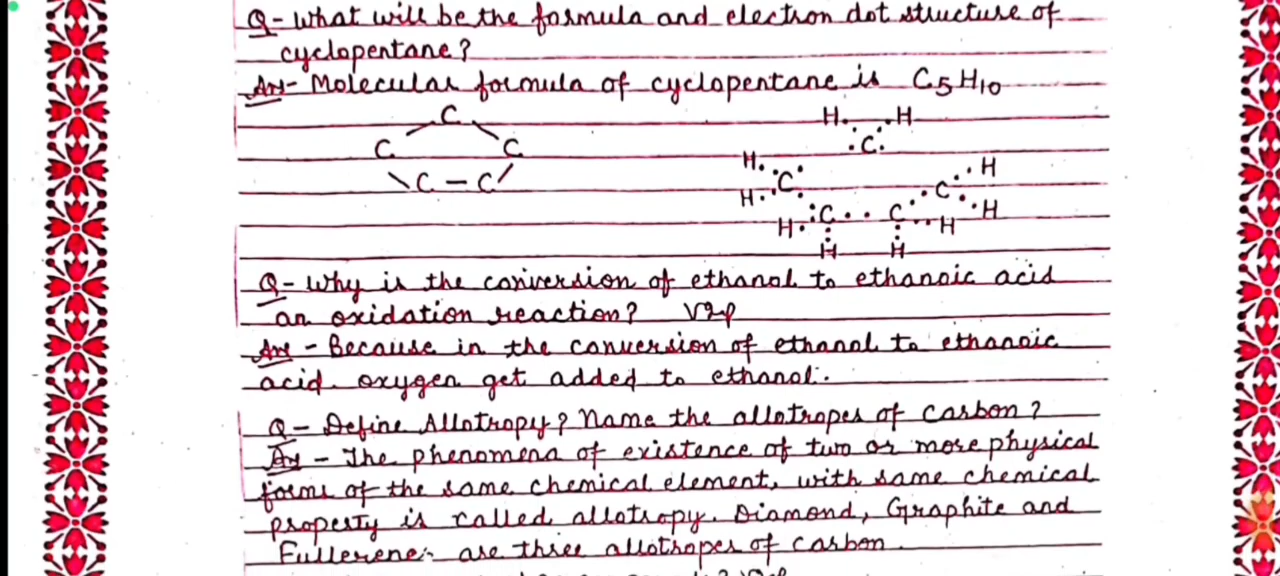 Q- What will be the formula and electron dot structure of
cyclopentane?
Ans- Molecular formula of cyclopentane is C5H10
C
C C
C - C
H H
C
H C H
H C
H C C H H
H H
Q- Why is the conversion of ethanol to ethanoic acid
an oxidation reaction? VIP
Ans - Because in the conversion of ethanol to ethanoic
acid oxygen get added to ethanol.
Q- Define Allotropy? Name the allotropes of carbon?
Ans - The phenomena of existence of two or more physical
forms of the same chemical element, with same chemical
property is called allotropy. Diamond, Graphite and
Fullerene are three allotropes of carbon.